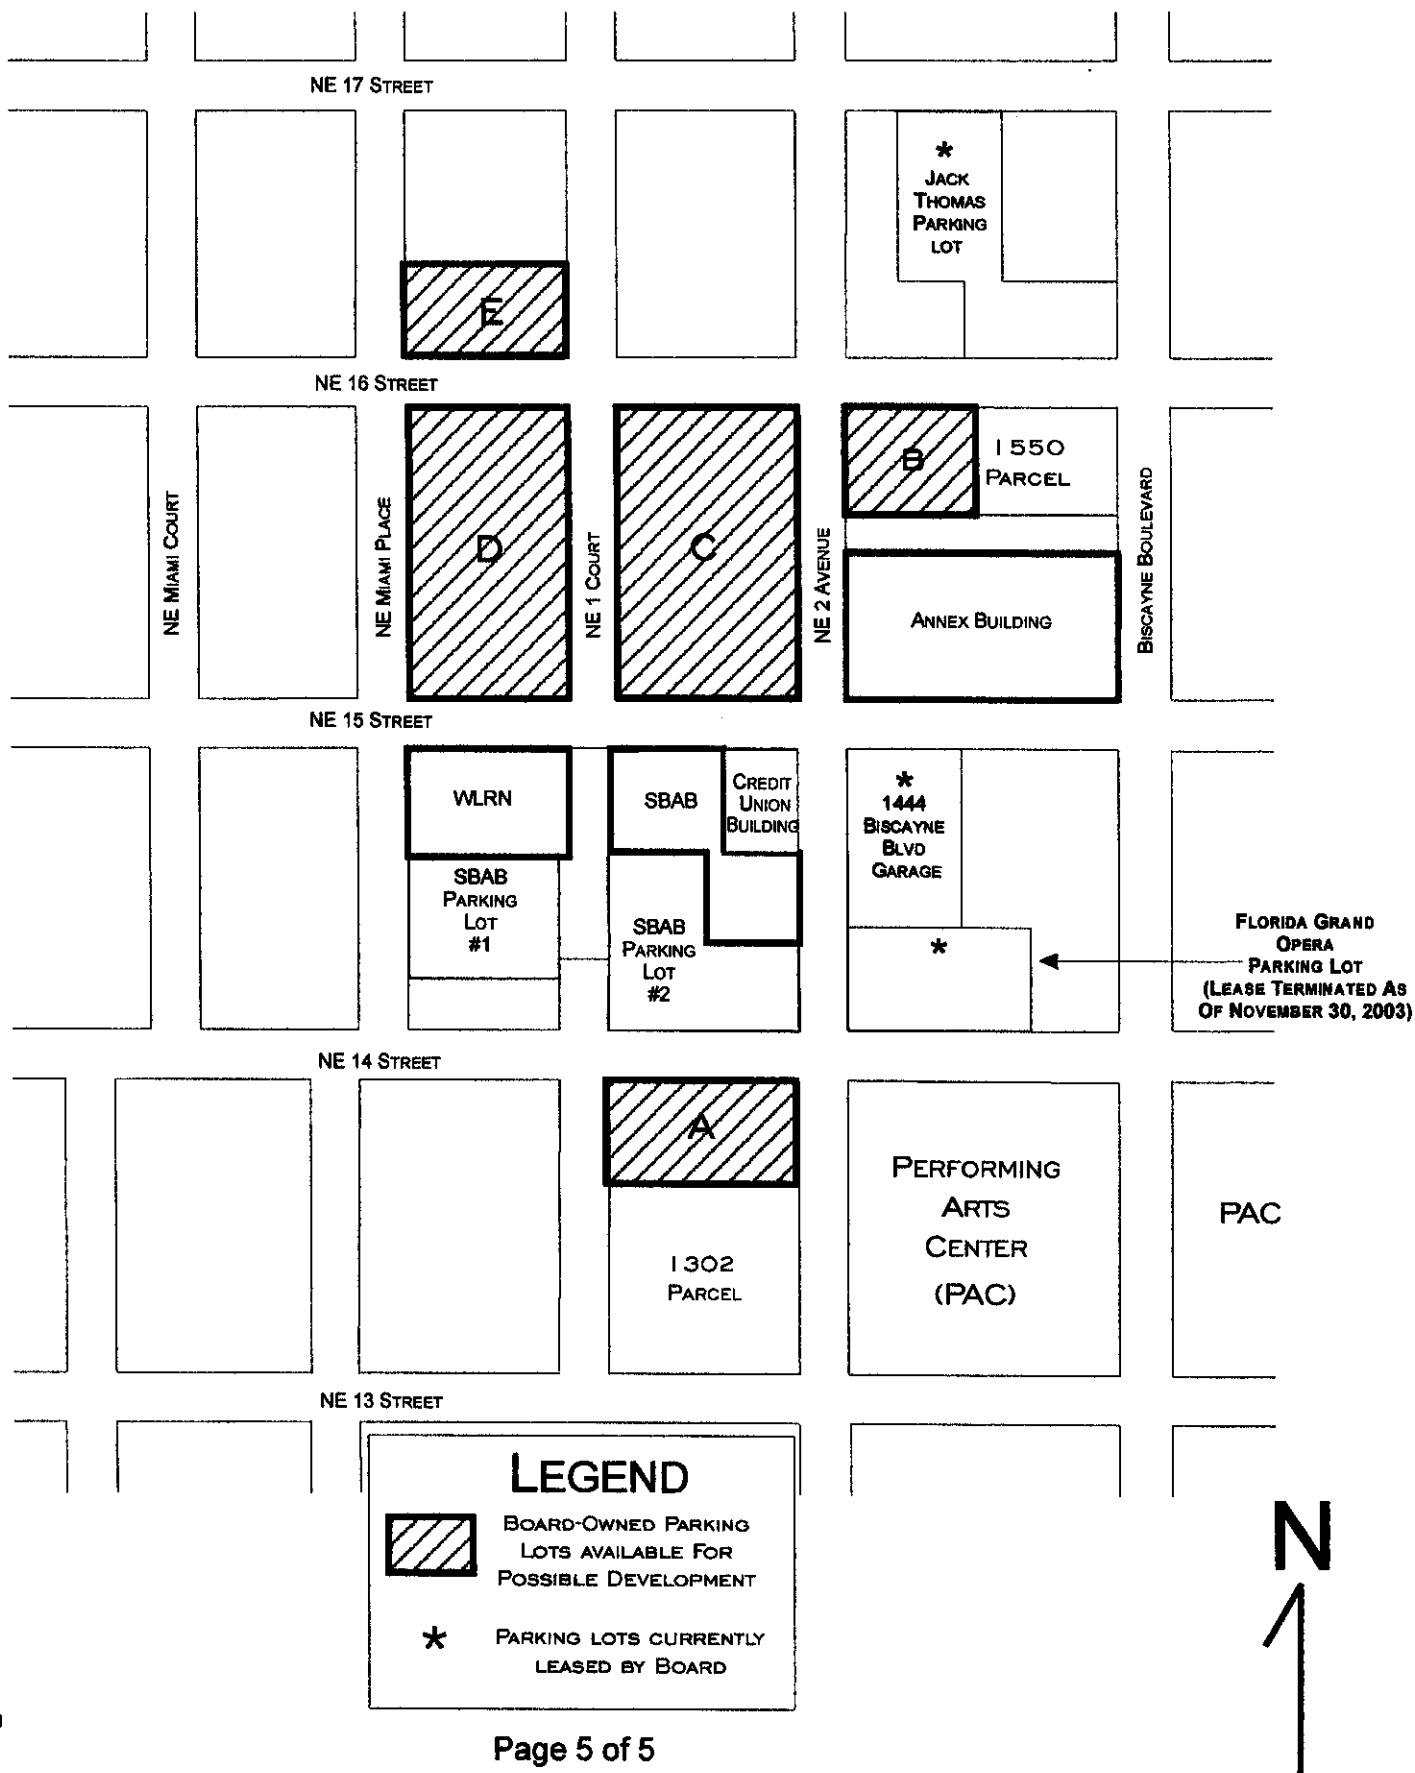 NE 17 STREET
*
JACK
THOMAS
PARKING
LOT
E
NE 16 STREET
NE MIAMI COURT
NE MIAMI PLACE
D
NE 1 COURT
C
NE 2 AVENUE
B
1550
PARCEL
ANNEX BUILDING
BISCAYNE BOULEVARD
NE 15 STREET
WLRN
SBAB
PARKING
LOT
#1
SBAB
CREDIT
UNION
BUILDING
SBAB
PARKING
LOT
#2
*
1444
BISCAYNE
BLVD
GARAGE
*
FLORIDA GRAND
OPERA
PARKING LOT
(LEASE TERMINATED AS
OF NOVEMBER 30, 2003)
NE 14 STREET
A
1302
PARCEL
PERFORMING
ARTS
CENTER
(PAC)
PAC
NE 13 STREET
LEGEND
BOARD-OWNED PARKING
LOTS AVAILABLE FOR
POSSIBLE DEVELOPMENT
* PARKING LOTS CURRENTLY
LEASED BY BOARD
N
Page 5 of 5